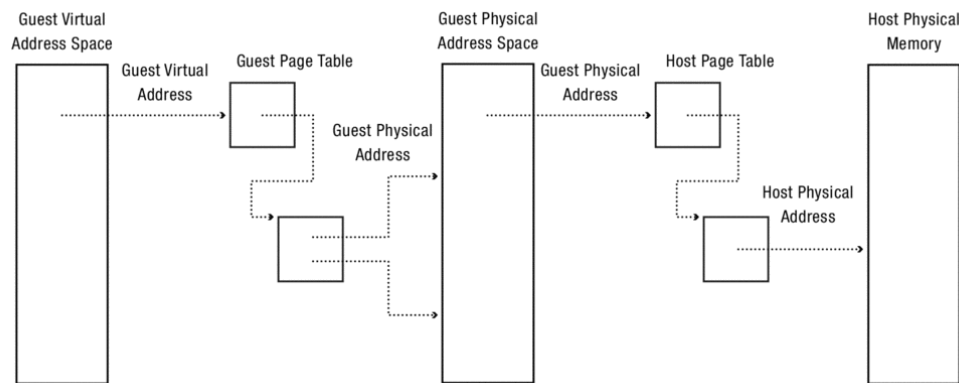 Guest Virtual
Address Space
Guest Physical
Address Space
Host Physical
Memory
Guest Virtual
Address
Guest Page Table
Guest Physical
Address
Host Page Table
Guest Physical
Address
Host Physical
Address